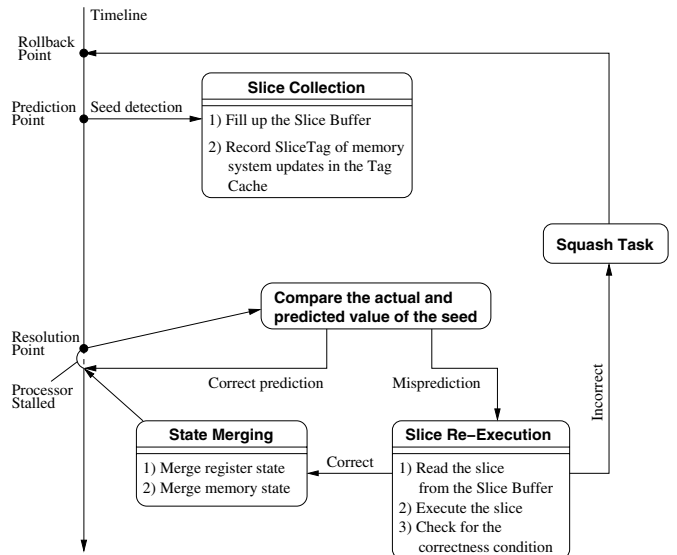 Timeline
Rollback
Point
Slice Collection
Prediction
Point
Seed detection
1) Fill up the Slice Buffer
2) Record SliceTag of memory
system updates in the Tag
Cache
Squash Task
Compare the actual and
predicted value of the seed
Resolution
Point
Processor
Stalled
Correct prediction
Misprediction
Incorrect
State Merging
1) Merge register state
2) Merge memory state
Correct
Slice Re−Execution
1) Read the slice
from the Slice Buffer
2) Execute the slice
3) Check for the
correctness condition